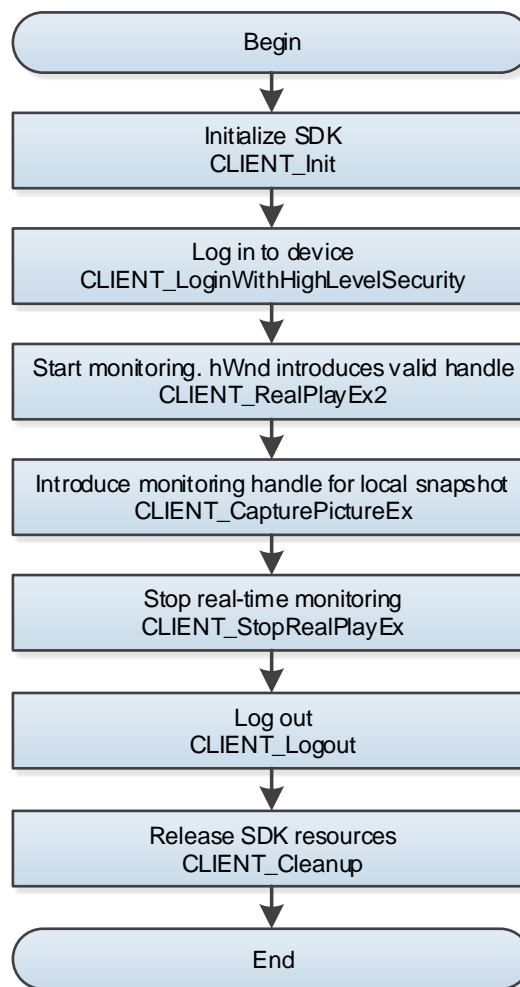 Begin
Initialize SDK
CLIENT_Init
Log in to device
CLIENT_LoginWithHighLevelSecurity
Start monitoring. hWnd introduces valid handle
CLIENT_RealPlayEx2
Introduce monitoring handle for local snapshot
CLIENT_CapturePictureEx
Stop real-time monitoring
CLIENT_StopRealPlayEx
Log out
CLIENT_Logout
Release SDK resources
CLIENT_Cleanup
End